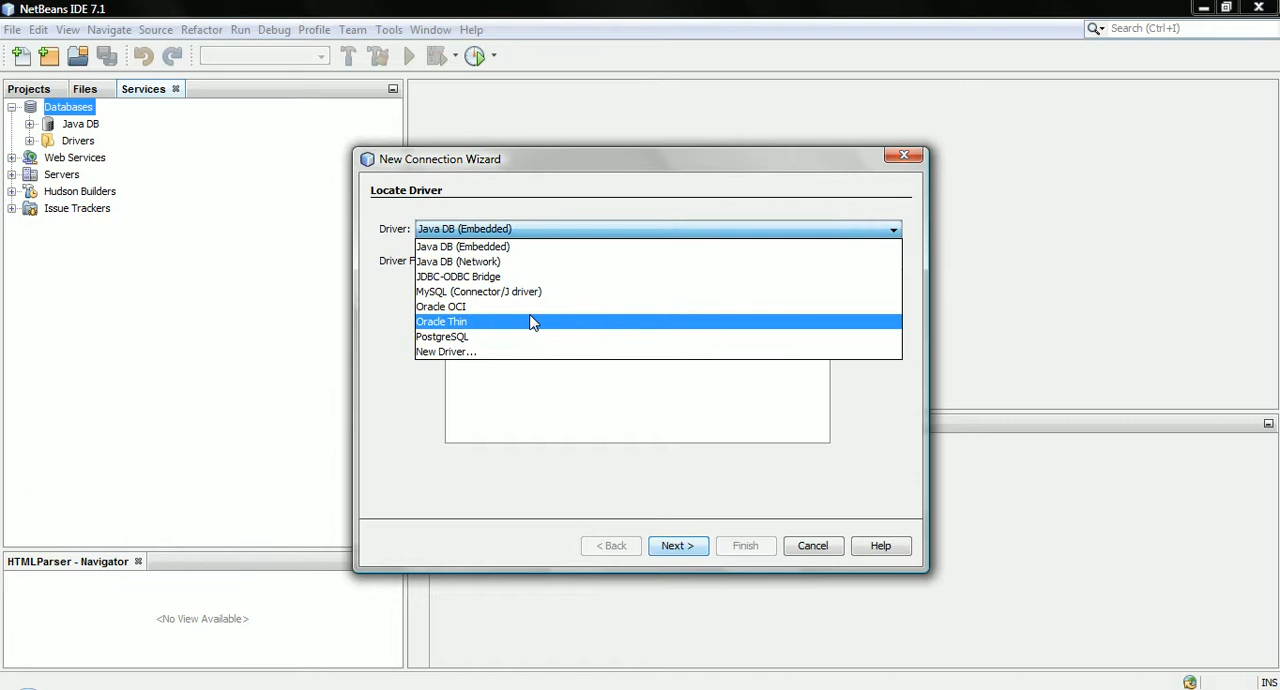 NetBeans IDE 7.1
File Edit View Navigate Source Refactor Run Debug Profile Team Tools Window Help
Search (Ctrl+I)
Projects Files Services
Databases
Java DB
Drivers
Web Services
Servers
Hudson Builders
Issue Trackers
New Connection Wizard
Locate Driver
Driver: Java DB (Embedded)
Java DB (Embedded)
Driver F
Java DB (Network)
JDBC-ODBC Bridge
MySQL (Connector/J driver)
Oracle OCI
Oracle Thin
PostgreSQL
New Driver...
< Back Next > Finish Cancel Help
HTMLParser - Navigator
<No View Available>
INS